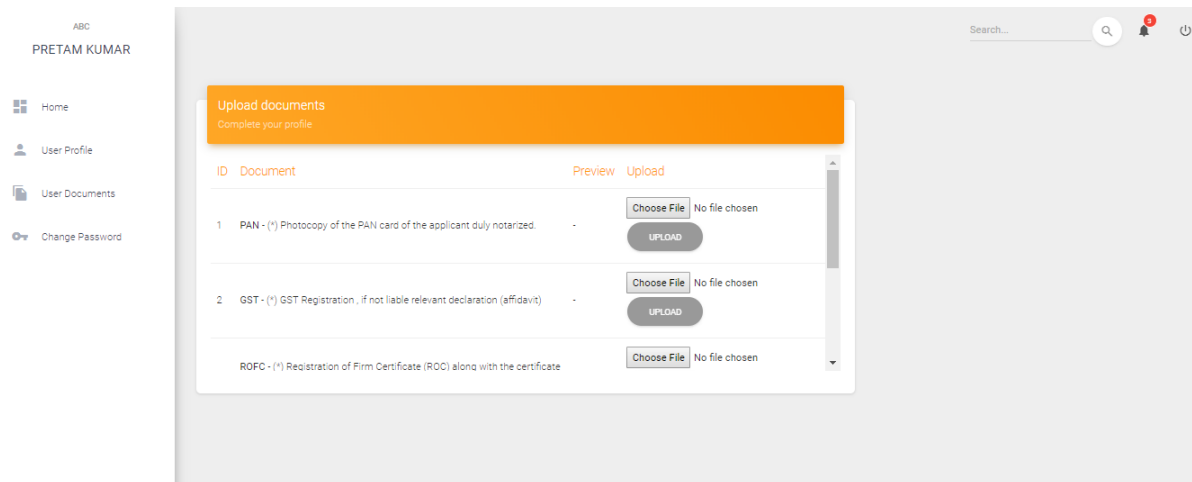 ABC
PRETAM KUMAR
Search...
3
Home
User Profile
User Documents
Change Password
Upload documents
Complete your profile
ID Document Preview Upload
Choose File No file chosen
1 PAN - (*) Photocopy of the PAN card of the applicant duly notarized. -
UPLOAD
Choose File No file chosen
2 GST - (*) GST Registration , if not liable relevant declaration (affidavit) -
UPLOAD
Choose File No file chosen
ROFC - (*) Registration of Firm Certificate (ROC) along with the certificate